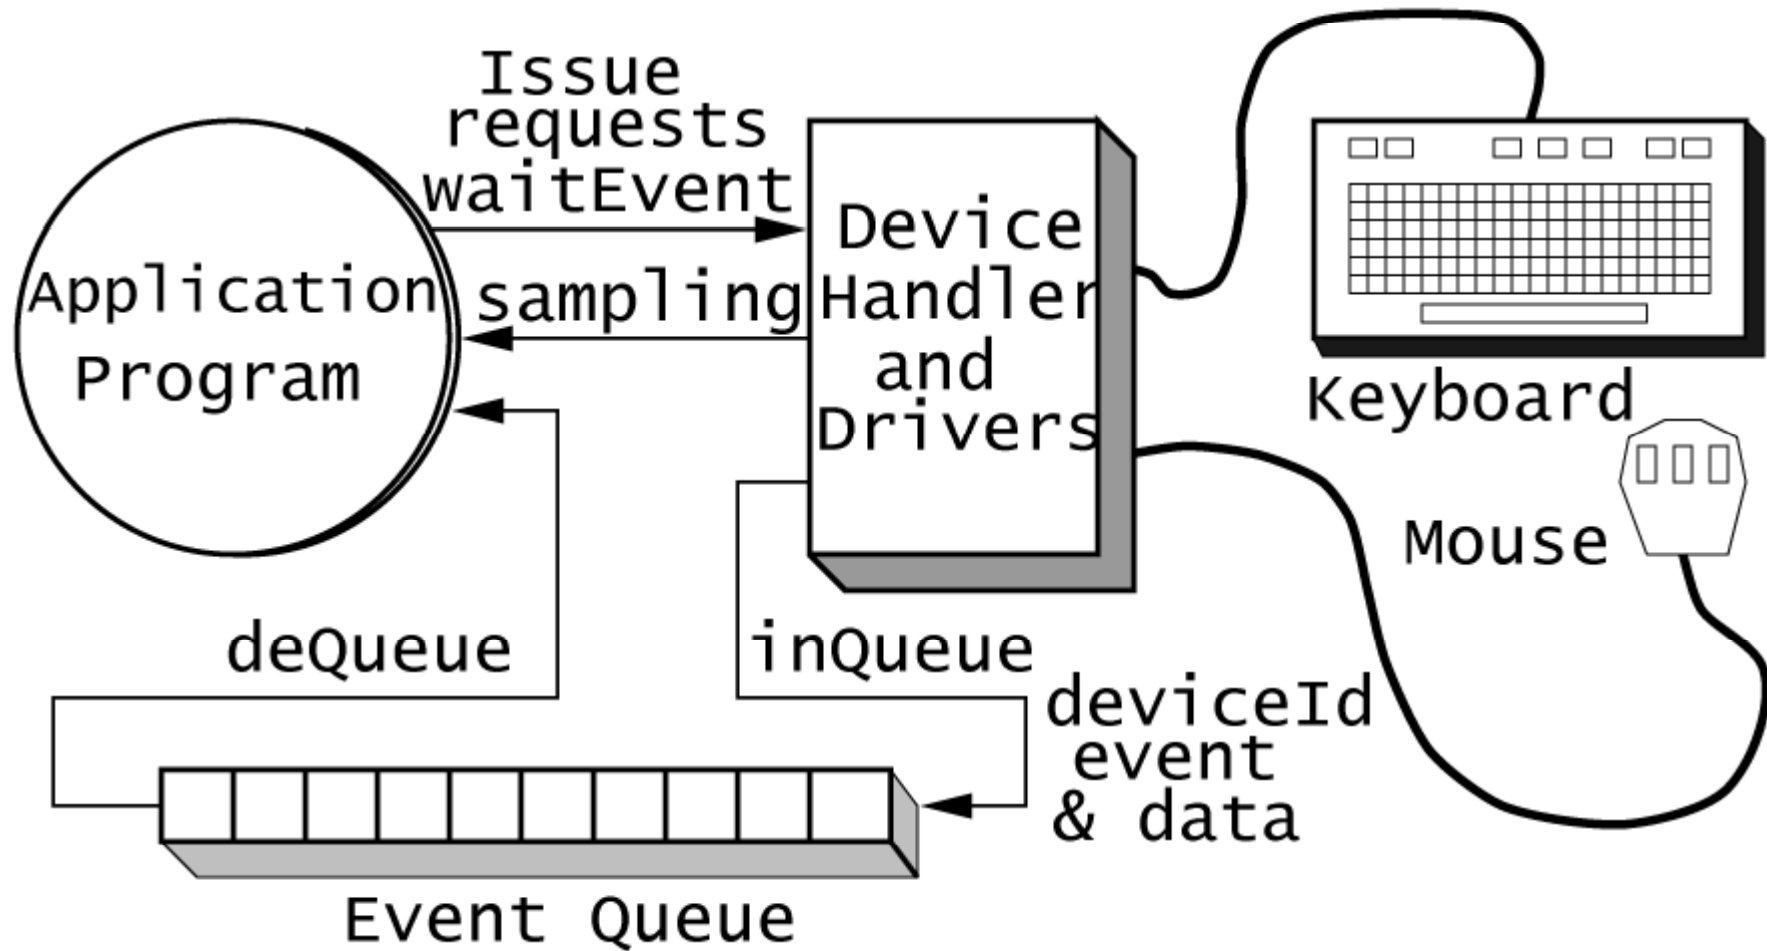 Issue
requests
waitEvent
Application
Program
sampling
Device
Handler
and
Drivers
Keyboard
Mouse
deQueue
inQueue
deviceId
event
& data
Event Queue